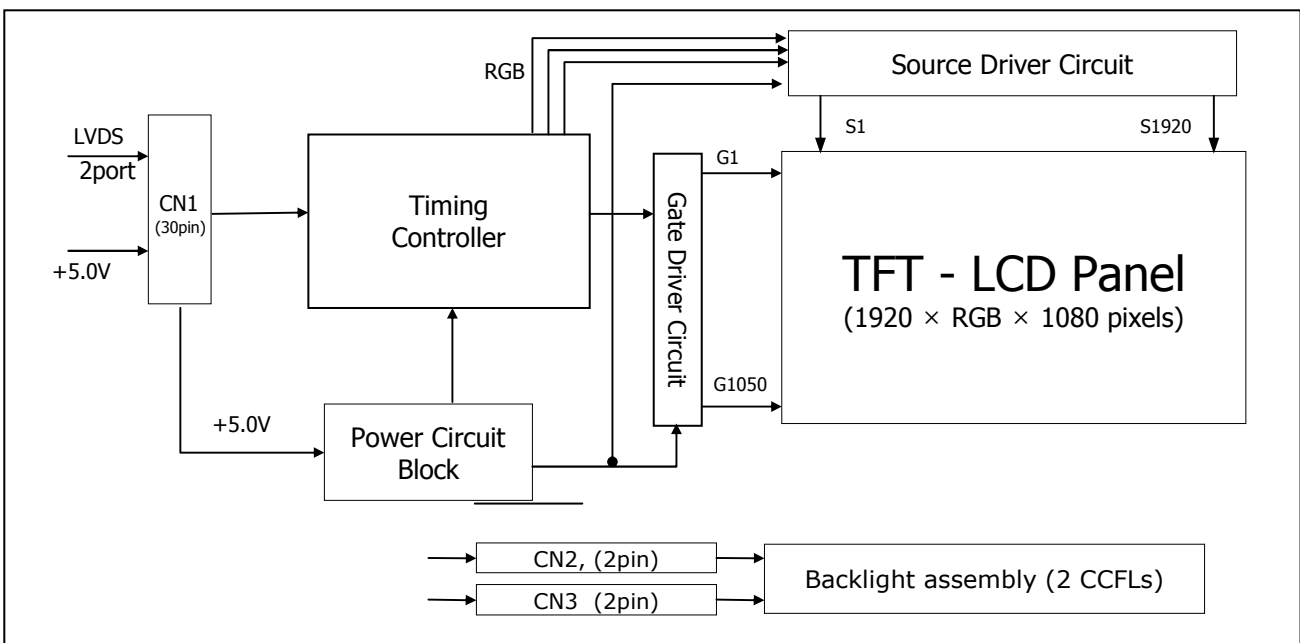 RGB
Source Driver Circuit
S1
S1920
LVDS
2port
CN1
(30pin)
+5.0V
Timing
Controller
G1
Gate Driver Circuit
G1050
TFT - LCD Panel
(1920 × RGB × 1080 pixels)
+5.0V
Power Circuit
Block
CN2, (2pin)
CN3 (2pin)
Backlight assembly (2 CCFLs)